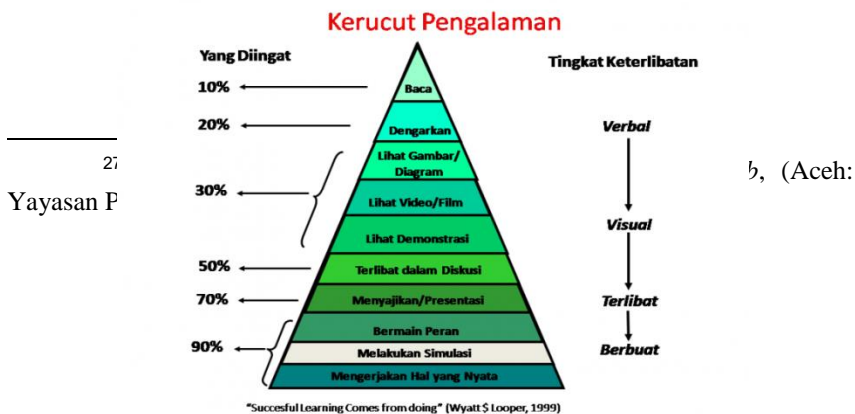 Kerucut Pengalaman
Yang Diingat
Tingkat Keterlibatan
10%
Baca
20%
Dengarkan
Verbal
27
Lihat Gambar/
Diagram
(Aceh:
30%
Yayasan P
Lihat Video/Film
Visual
Lihat Demonstrasi
50%
Terlibat dalam Diskusi
70%
Menyajikan/Presentasi
Terlibat
Bermain Peran
90%
Melakukan Simulasi
Berbuat
Mengerjakan Hal yang Nyata
"Succesful Learning Comes from doing" (Wyatt $ Looper, 1999)